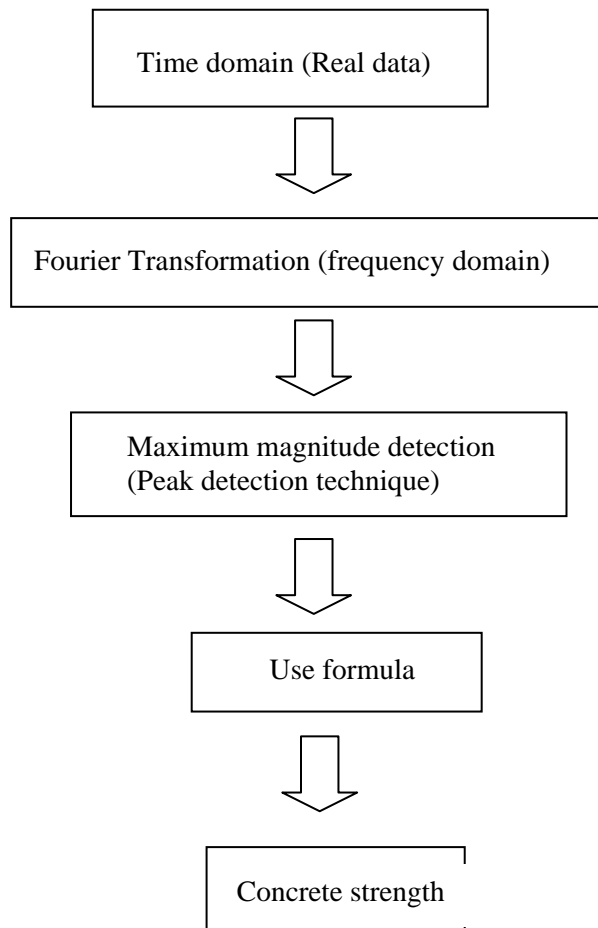 Time domain (Real data)
Fourier Transformation (frequency domain)
Maximum magnitude detection
(Peak detection technique)
Use formula
Concrete strength